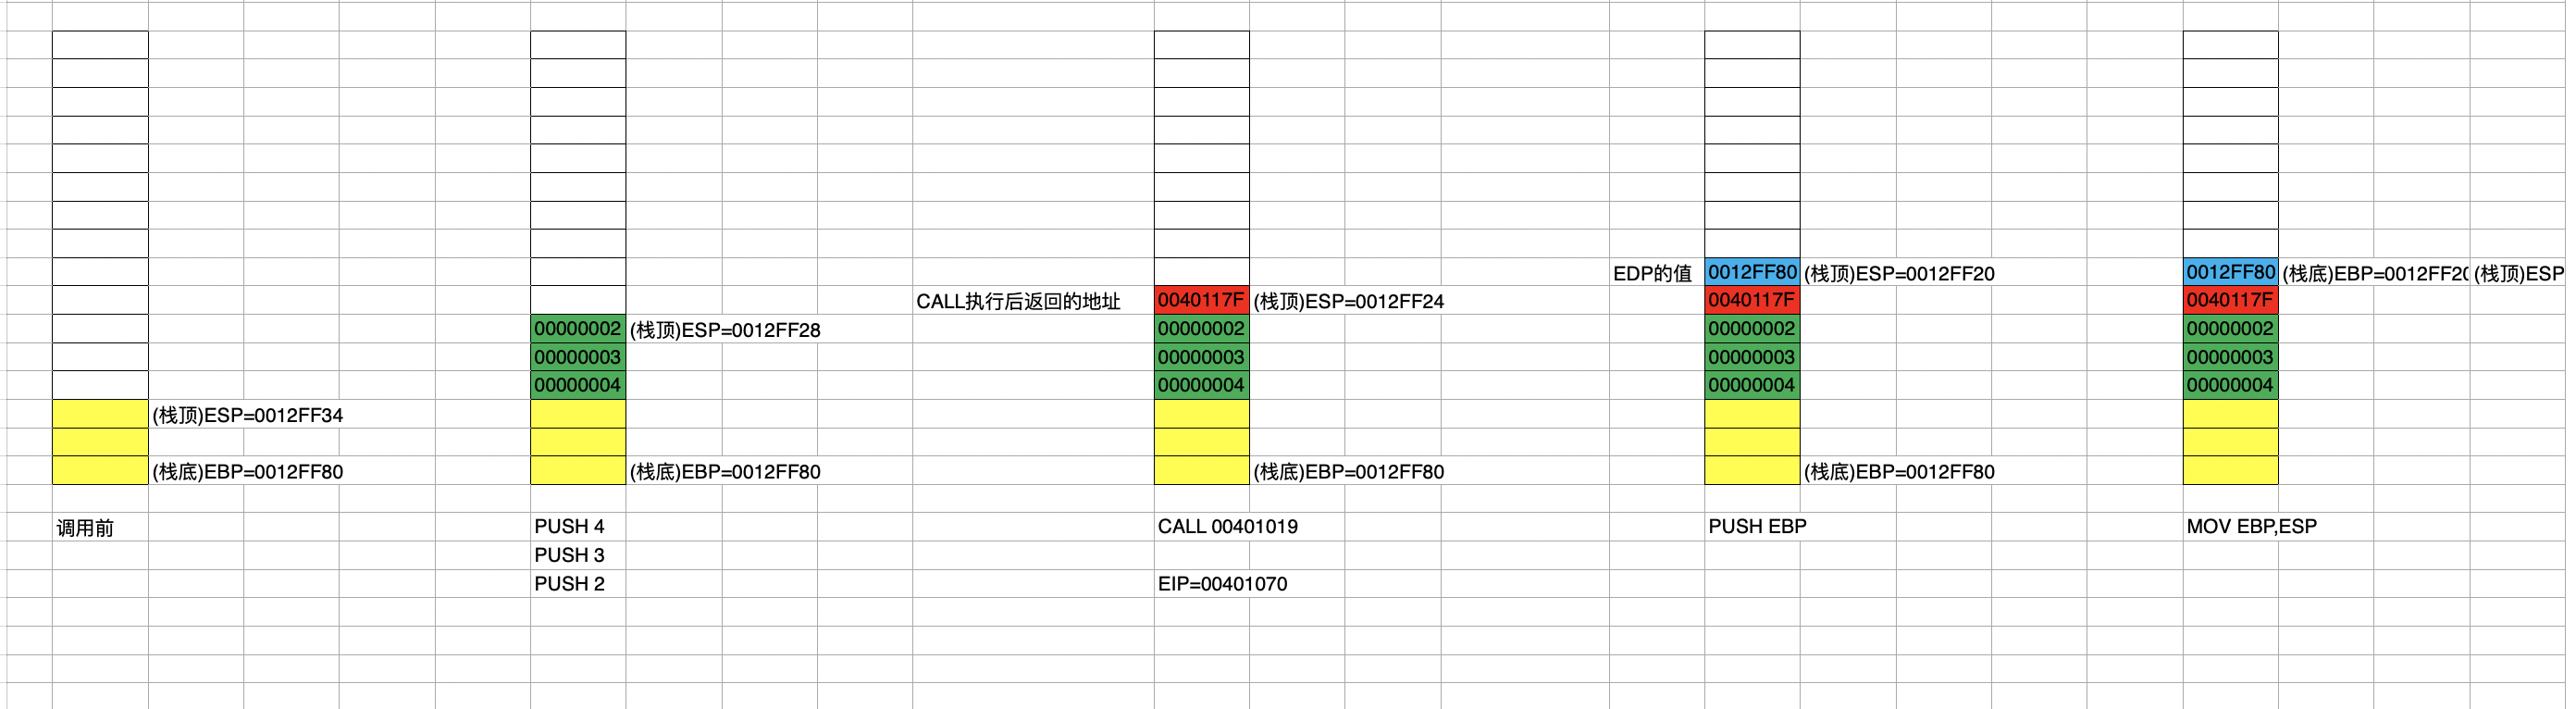 EDP的值 0012FF80 (栈顶)ESP=0012FF20 0012FF80 (栈底)EBP=0012FF20 (栈顶)ESP
CALL执行后返回的地址 0040117F (栈顶)ESP=0012FF24 0040117F 0040117F
00000002 (栈顶)ESP=0012FF28 00000002 00000002 00000002
00000003 00000003 00000003 00000003
00000004 00000004 00000004 00000004
(栈顶)ESP=0012FF34
(栈底)EBP=0012FF80 (栈底)EBP=0012FF80 (栈底)EBP=0012FF80 (栈底)EBP=0012FF80
调用前 PUSH 4 CALL 00401019 PUSH EBP MOV EBP,ESP
PUSH 3
PUSH 2 EIP=00401070